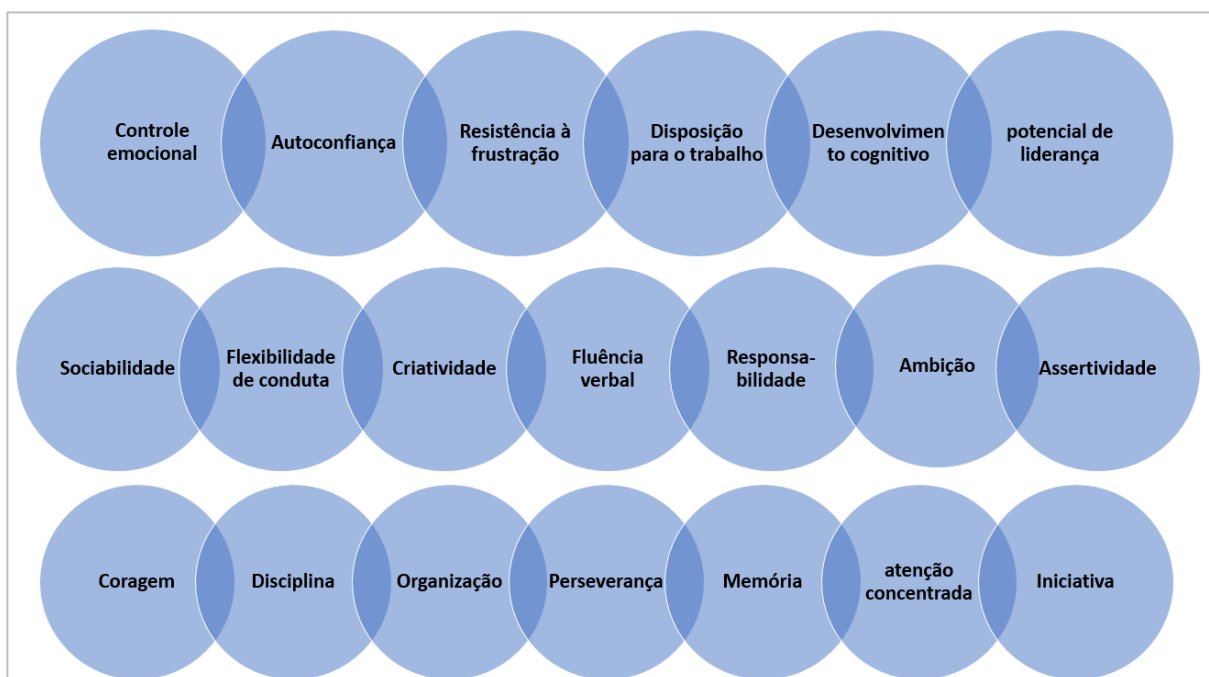 Controle
emocional
Autoconfiança
Resistência à
frustração
Disposição
para o trabalho
Desenvolvimen
to cognitivo
potencial de
liderança
Sociabilidade
Flexibilidade
de conduta
Criatividade
Fluência
verbal
Responsa-
bilidade
Ambição
Assertividade
Coragem
Disciplina
Organização
Perseverança
Memória
atenção
concentrada
Iniciativa